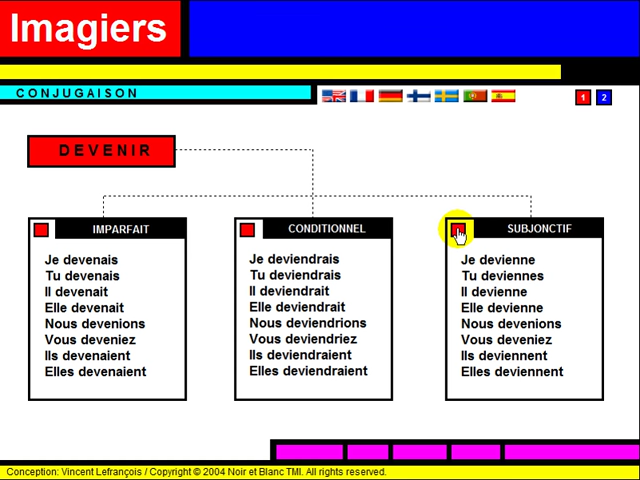 Imagiers
CONJUGAISON
1 2
DEVENIR
IMPARFAIT
Je devenais
Tu devenais
Il devenait
Elle devenait
Nous devenions
Vous deveniez
Ils devenaient
Elles devenaient
CONDITIONNEL
Je deviendrais
Tu deviendrais
Il deviendrait
Elle deviendrait
Nous deviendrions
Vous deviendriez
Ils deviendraient
Elles deviendraient
SUBJONCTIF
Je devienne
Tu deviennes
Il devienne
Elle devienne
Nous devenions
Vous deveniez
Ils deviennent
Elles deviennent
Conception: Vincent Lefrançois / Copyright © 2004 Noir et Blanc TMI. All rights reserved.